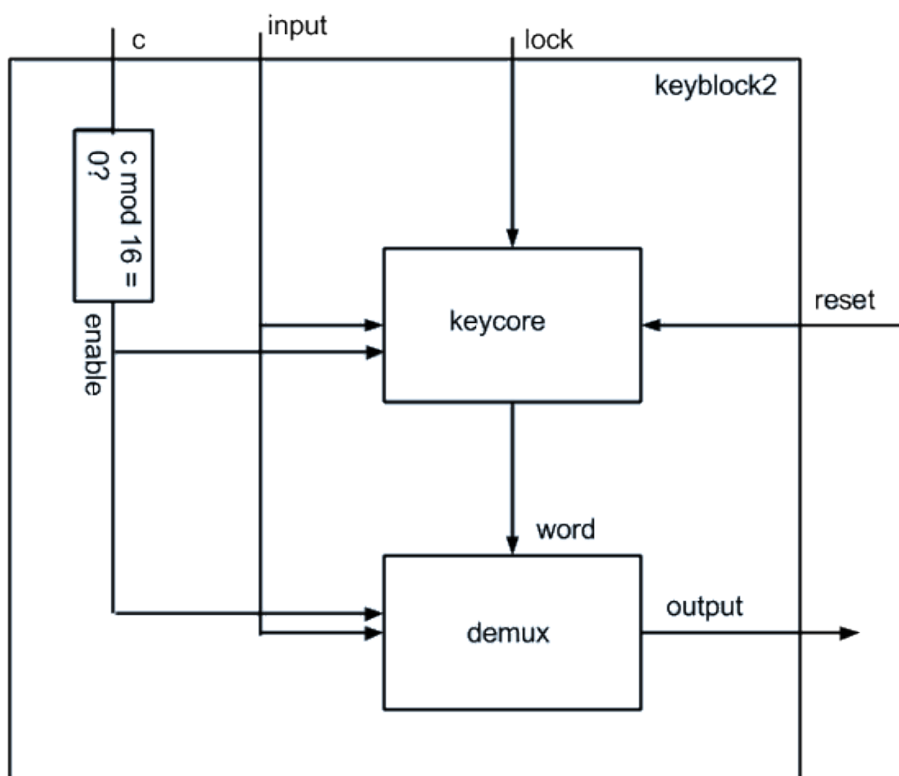 c
input
lock
keyblock2
c mod 16 =
0?
keycore
reset
enable
word
output
demux